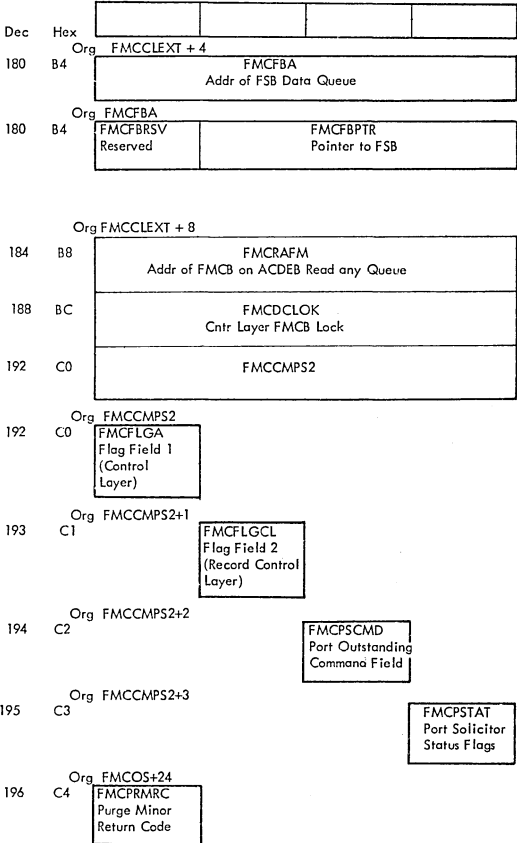 Dec Hex
Org FMCCLEXT + 4
180 B4 FMCFBA
Addr of FSB Data Queue
Org FMCFBA
180 B4 FMCFBRSV FMCFBPTR
Reserved Pointer to FSB
Org FMCCLEXT + 8
184 B8 FMCRAFM
Addr of FMCB on ACDEB Read any Queue
188 BC FMCDCLOK
Cntr Layer FMCB Lock
192 C0 FMCCMPS2
Org FMCCMPS2
192 C0 FMCFLGA
Flag Field 1
(Control
Layer)
Org FMCCMPS2+1
193 C1 FMCFLGCL
Flag Field 2
(Record Control
Layer)
Org FMCCMPS2+2
194 C2 FMCPSCMD
Port Outstanding
Command Field
Org FMCCMPS2+3
195 C3 FMCPSTAT
Port Solicitor
Status Flags
Org FMCOS+24
196 C4 FMCPRMRC
Purge Minor
Return Code